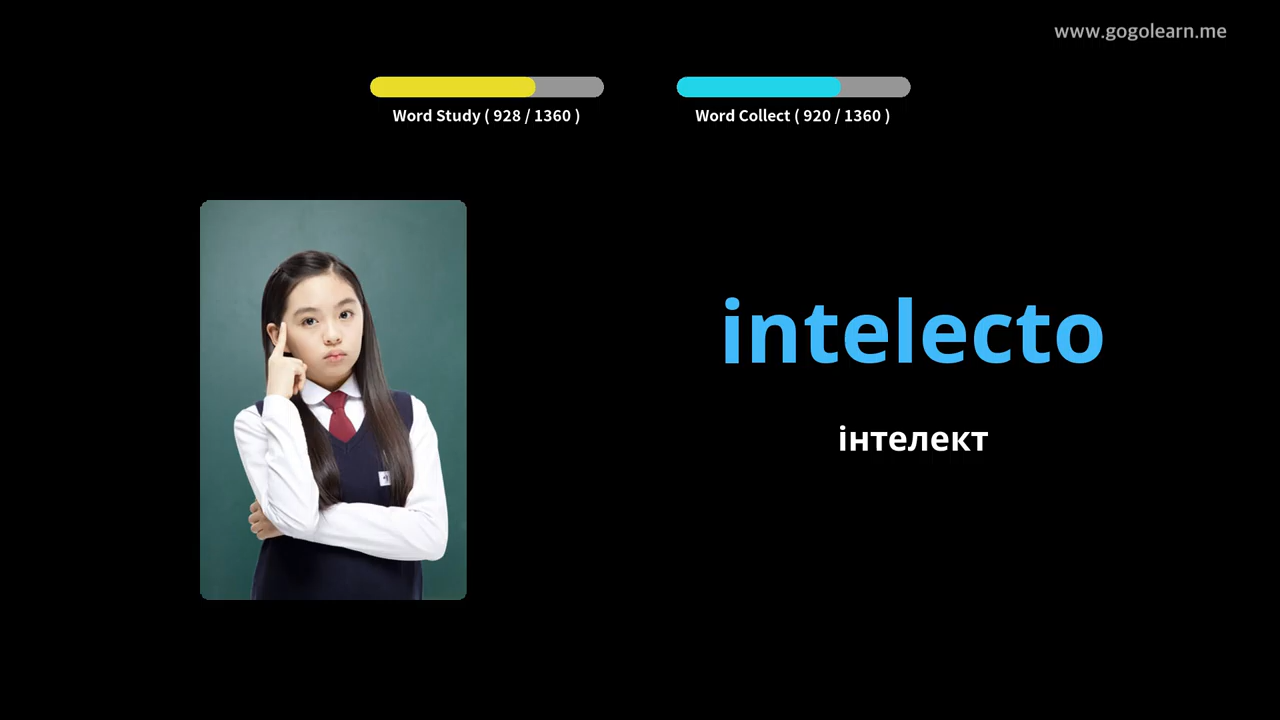 www.gogolearn.me
Word Study ( 928 / 1360 )
Word Collect ( 920 / 1360 )
intelecto
інтелект